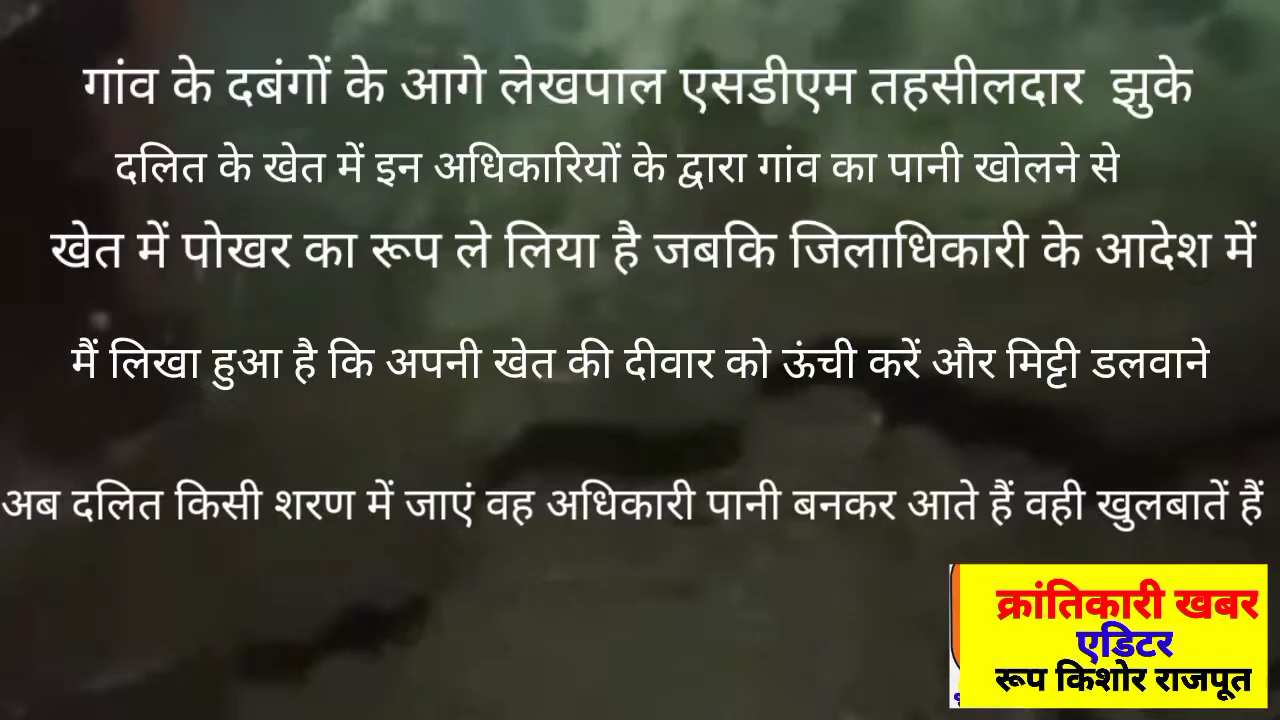 गांव के दबंगों के आगे लेखपाल एसडीएम तहसीलदार झुके
दलित के खेत में इन अधिकारियों के द्वारा गांव का पानी खोलने से
खेत में पोखर का रूप ले लिया है जबकि जिलाधिकारी के आदेश में
मैं लिखा हुआ है कि अपनी खेत की दीवार को ऊंची करें और मिट्टी डलवाने
अब दलित किसी शरण में जाएं वह अधिकारी पानी बनकर आते हैं वही खुलबातें हैं
क्रांतिकारी खबर
एडिटर
रूप किशोर राजपूत